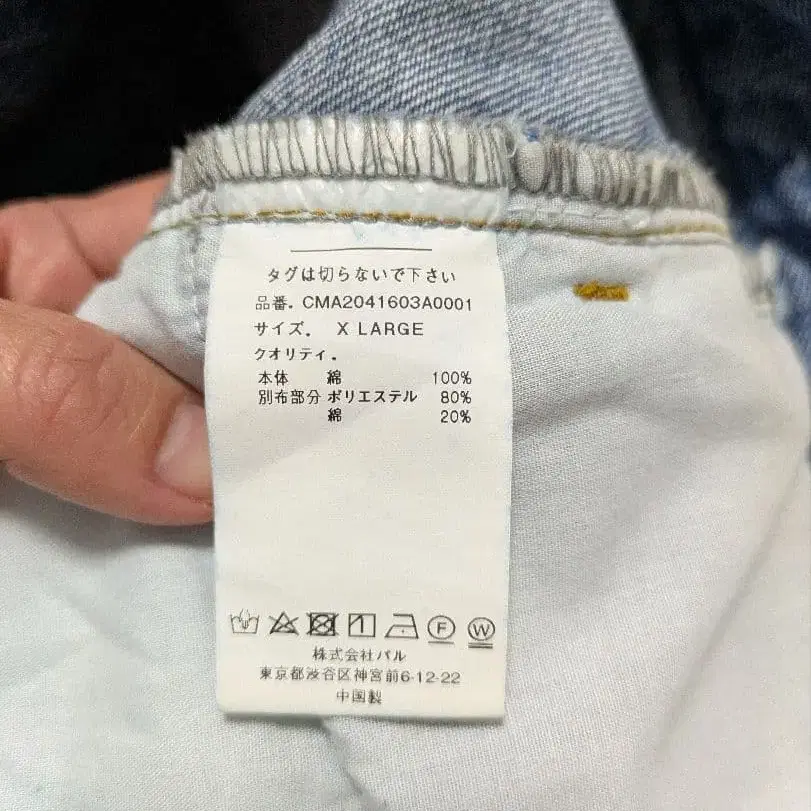 タグは切らないで下さい
品番. CMA2041603A0001
サイズ. X LARGE
クオリティ.
本体 綿 100%
別布部分 ポリエステル 80%
綿 20%
F W
株式会社パル
東京都渋谷区神宮前6-12-22
中国製